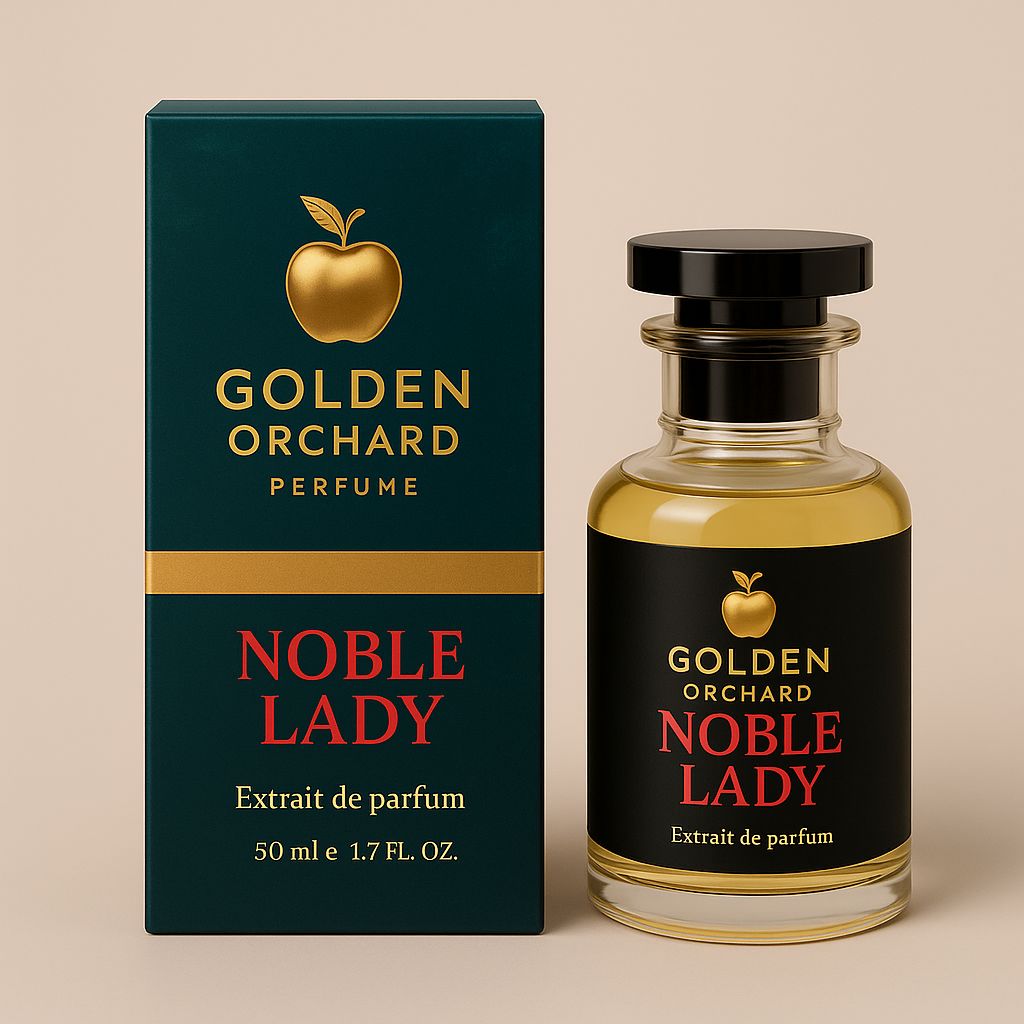 GOLDEN
ORCHARD
PERFUME
NOBLE
LADY
Extrait de parfum
50 ml e 1.7 FL. OZ.
GOLDEN
ORCHARD
NOBLE
LADY
Extrait de parfum